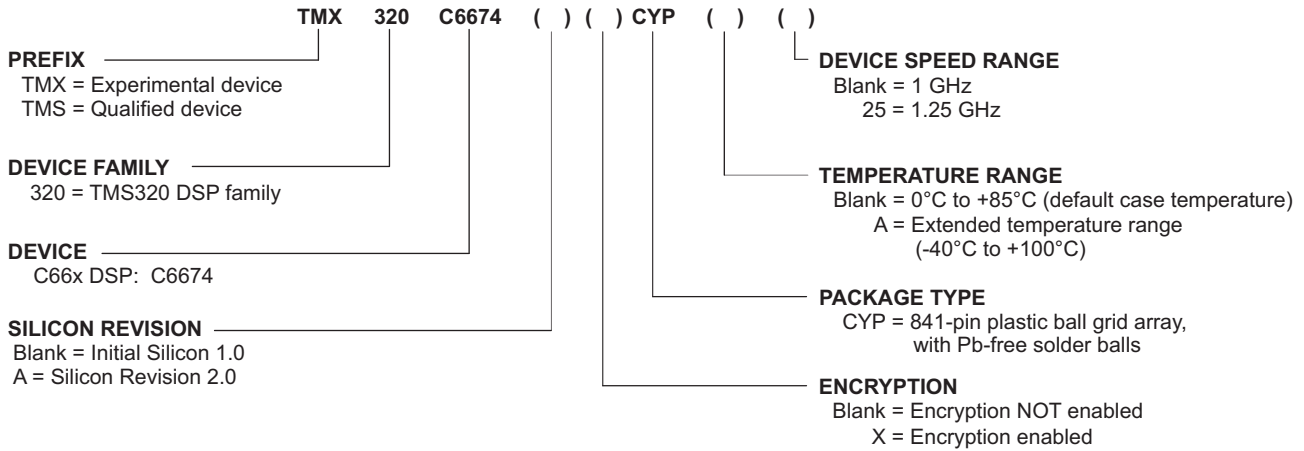 TMX 320 C6674 ( ) ( ) CYP ( ) ( )
PREFIX
TMX = Experimental device
TMS = Qualified device
DEVICE FAMILY
320 = TMS320 DSP family
DEVICE
C66x DSP: C6674
SILICON REVISION
Blank = Initial Silicon 1.0
A = Silicon Revision 2.0
DEVICE SPEED RANGE
Blank = 1 GHz
25 = 1.25 GHz
TEMPERATURE RANGE
Blank = 0°C to +85°C (default case temperature)
A = Extended temperature range
(-40°C to +100°C)
PACKAGE TYPE
CYP = 841-pin plastic ball grid array,
with Pb-free solder balls
ENCRYPTION
Blank = Encryption NOT enabled
X = Encryption enabled